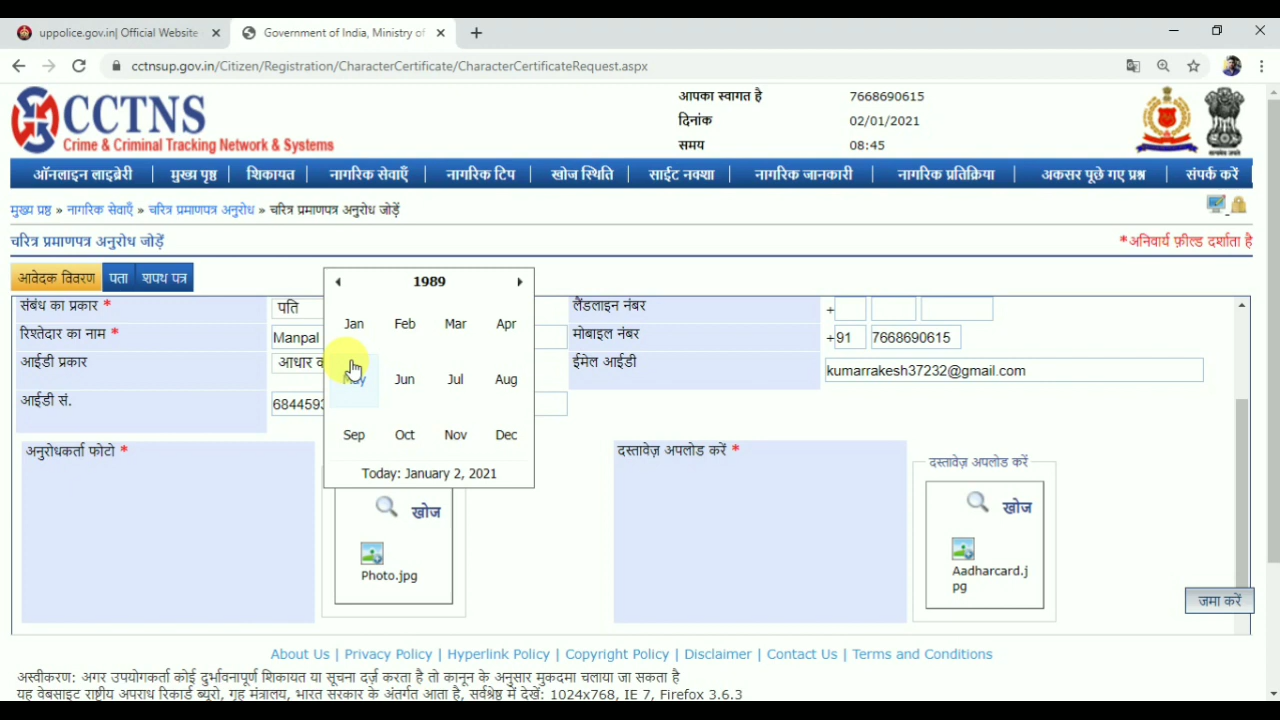 uppolice.gov.in| Official Website
Government of India, Ministry of
cctnsup.gov.in/Citizen/Registration/CharacterCertificate/CharacterCertificateRequest.aspx
CCTNS
Crime & Criminal Tracking Network & Systems
आपका स्वागत है 7668690615
दिनांक 02/01/2021
समय 08:45
ऑनलाइन लाइब्रेरी | मुख्य पृष्ठ | शिकायत | नागरिक सेवाएँ | नागरिक टिप | खोज स्थिति | साईट नक्शा | नागरिक जानकारी | नागरिक प्रतिक्रिया | अकसर पूछे गए प्रश्न | संपर्क करें
मुख्य प्रष्ठ » नागरिक सेवाएँ » चरित्र प्रमाणपत्र अनुरोध » चरित्र प्रमाणपत्र अनुरोध जोड़ें
चरित्र प्रमाणपत्र अनुरोध जोड़ें
*अनिवार्य फ़ील्ड दर्शाता है
आवेदक विवरण पता शपथ पत्र
संबंध का प्रकार * पति
लैंडलाइन नंबर +
रिश्तेदार का नाम * Manpal
मोबाइल नंबर +91 7668690615
आईडी प्रकार
ईमेल आईडी kumarrakesh37232@gmail.com
आईडी सं.
1989
Jan Feb Mar Apr
May Jun Jul Aug
Sep Oct Nov Dec
Today: January 2, 2021
अनुरोधकर्ता फोटो *
खोज
Photo.jpg
दस्तावेज़ अपलोड करें *
दस्तावेज़ अपलोड करें
खोज
Aadharcard.j
pg
जमा करें
About Us | Privacy Policy | Hyperlink Policy | Copyright Policy | Disclaimer | Contact Us | Terms and Conditions
अस्वीकरण: अगर उपयोगकर्ता कोई दुर्भावनापूर्ण शिकायत या सूचना दर्ज़ करता है तो कानून के अनुसार मुकदमा चलाया जा सकता है
यह वेबसाइट राष्ट्रीय अपराध रिकार्ड ब्यूरो, गृह मंत्रालय, भारत सरकार के अंतर्गत आता है, सर्वश्रेष्ठ में देखें: 1024x768, IE 7, Firefox 3.6.3